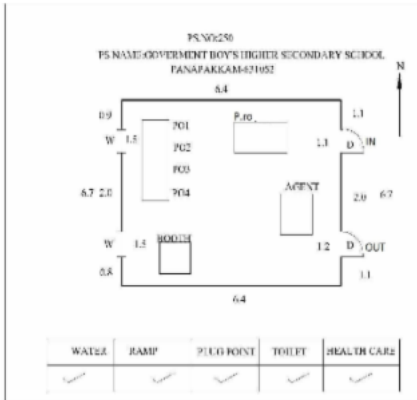 PS.NO:250
PS NAME:GOVERMENT BOY'S HIGHER SECONDARY SCHOOL
PANAPAKKAM-631052
N
6.4
0.9
1.1
P.ro
W 1.5
PO1
PO2
PO3
PO4
1.1 D IN
6.7 2.0
AGENT
2.0 6.7
W 1.5
BOOTH
1.2 D OUT
0.8
1.1
6.4
WATER RAMP PLUG POINT TOILET HEALTH CARE